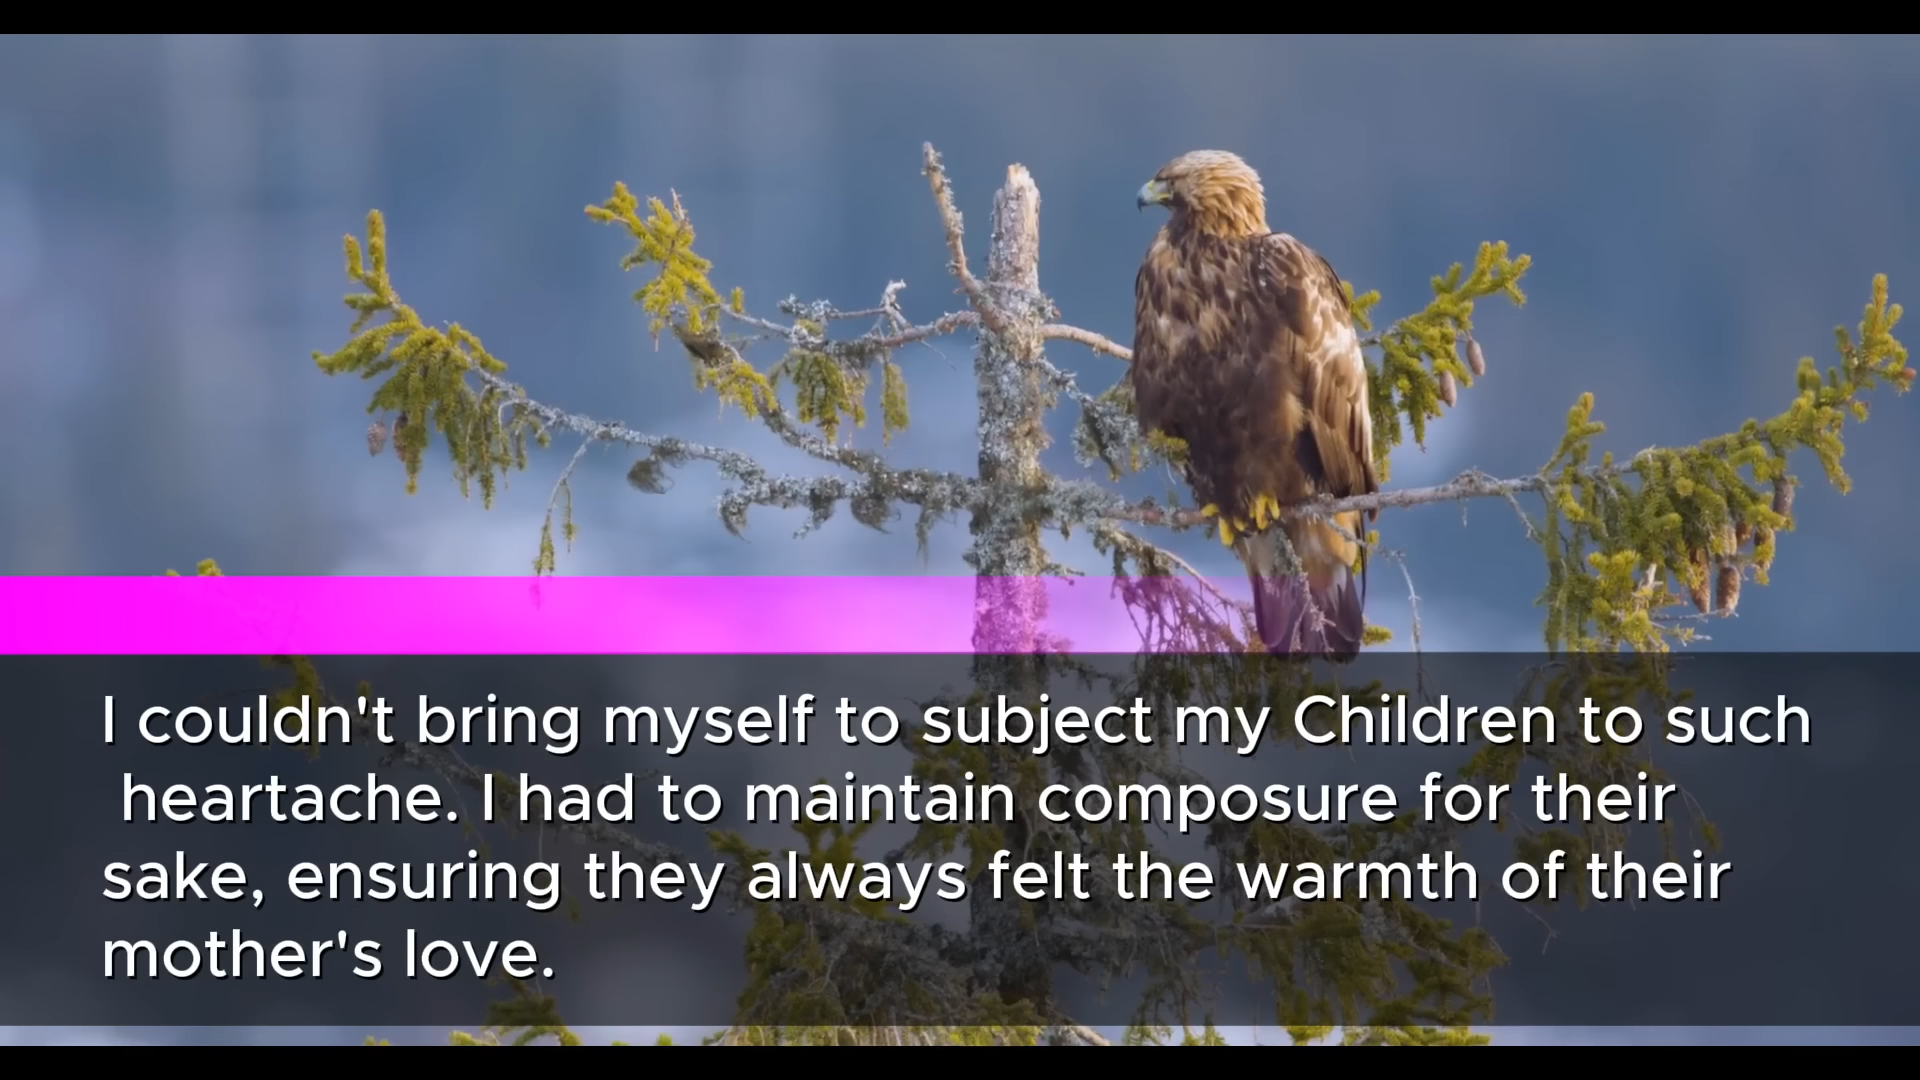 I couldn't bring myself to subject my Children to such
heartache. I had to maintain composure for their
sake, ensuring they always felt the warmth of their
mother's love.